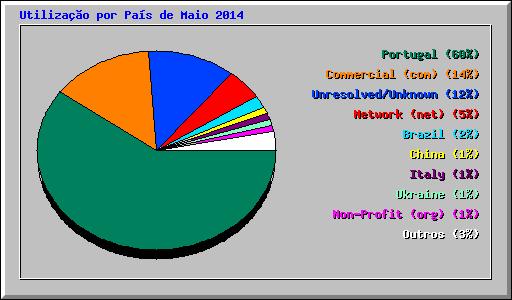 Utilização por País de Maio 2014
Portugal (60%)
Commercial (com) (14%)
Unresolved/Unknown (12%)
Network (net) (5%)
Brazil (2%)
China (1%)
Italy (1%)
Ukraine (1%)
Non-Profit (org) (1%)
Outros (3%)